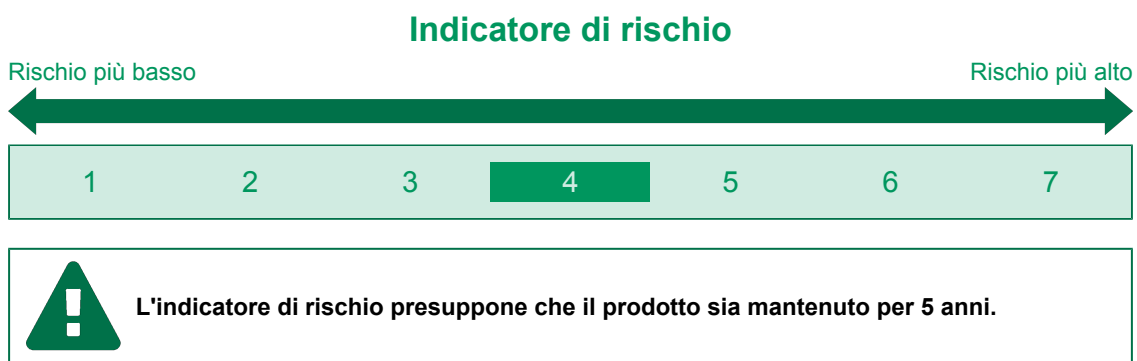 Indicatore di rischio
Rischio più basso
Rischio più alto
1 2 3 4 5 6 7
L'indicatore di rischio presuppone che il prodotto sia mantenuto per 5 anni.